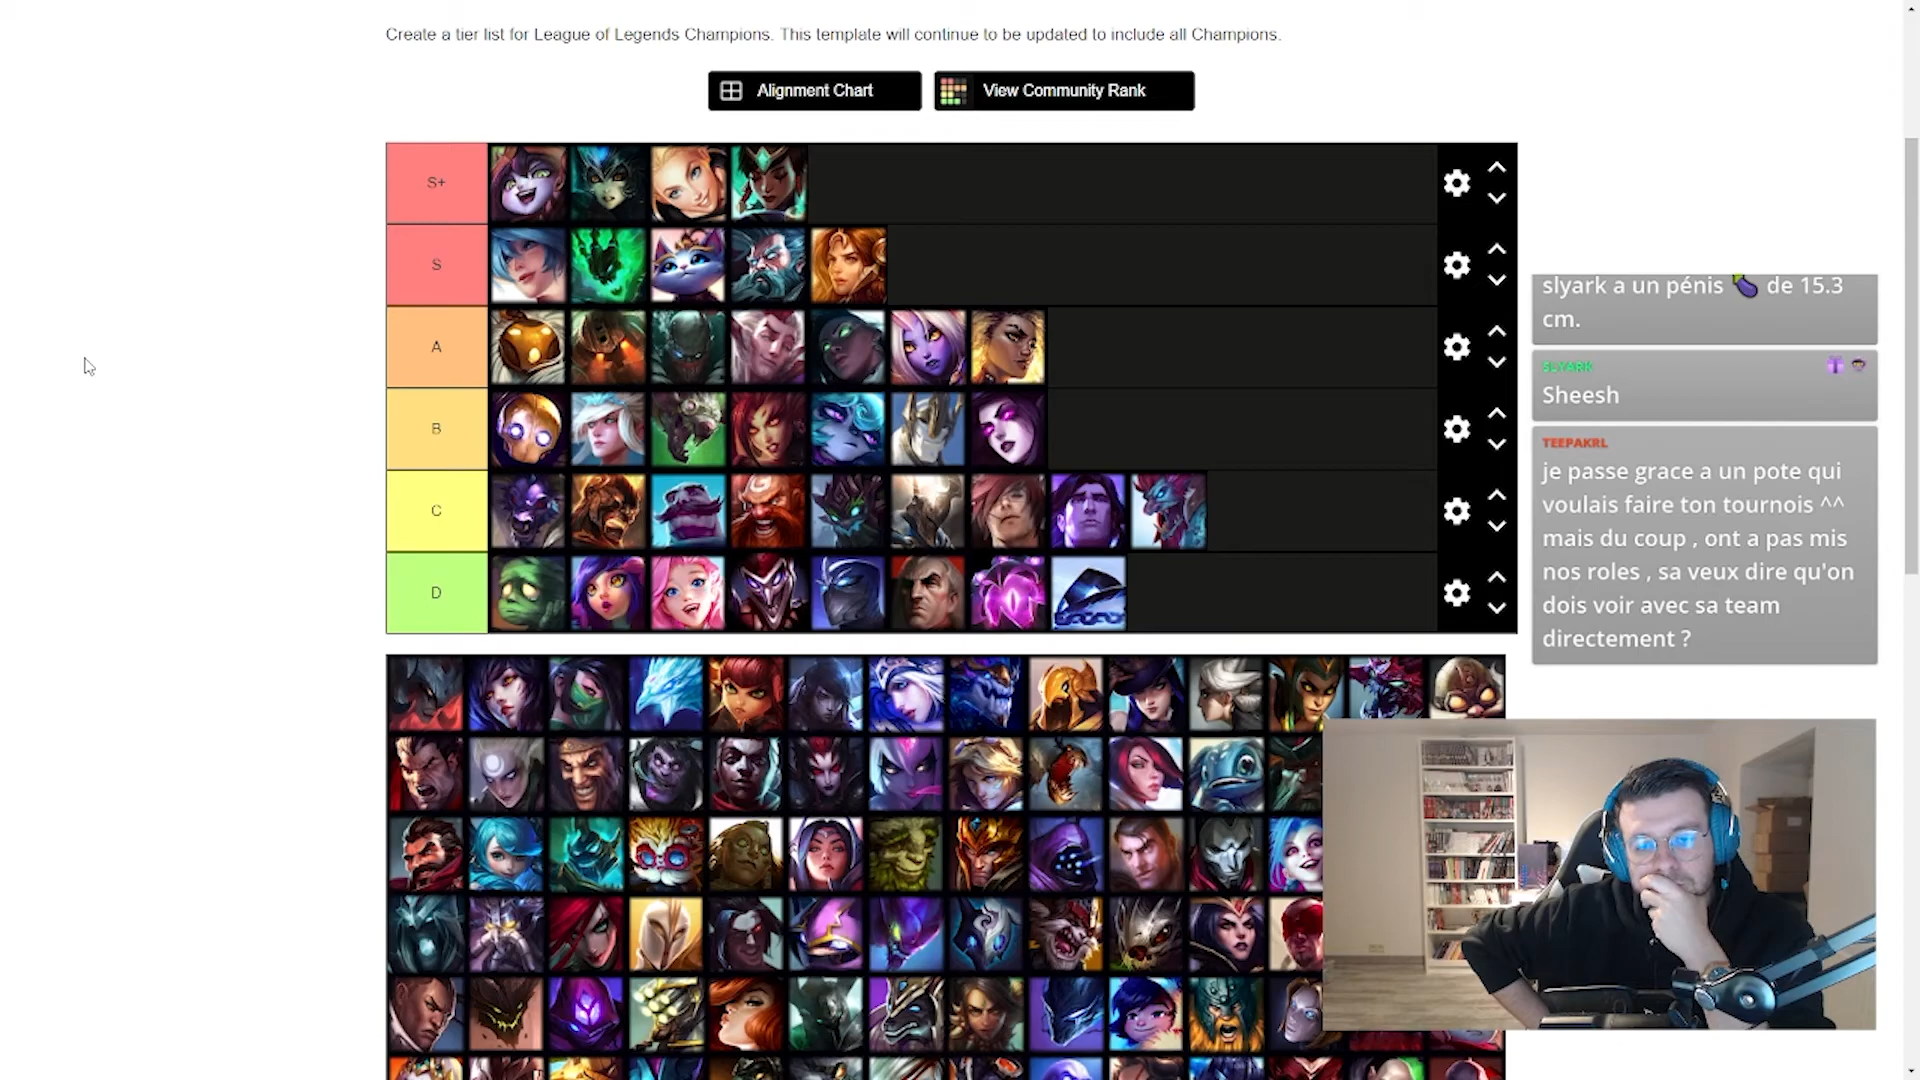 Create a tier list for League of Legends Champions. This template will continue to be updated to include all Champions.
Alignment Chart
View Community Rank
S+
S
A
B
C
D
slyark a un pénis 🍆 de 15.3
cm.
SLYARK
Sheesh
TEEPAKRL
je passe grace a un pote qui
voulais faire ton tournois ^^
mais du coup , ont a pas mis
nos roles , sa veux dire qu'on
dois voir avec sa team
directement ?